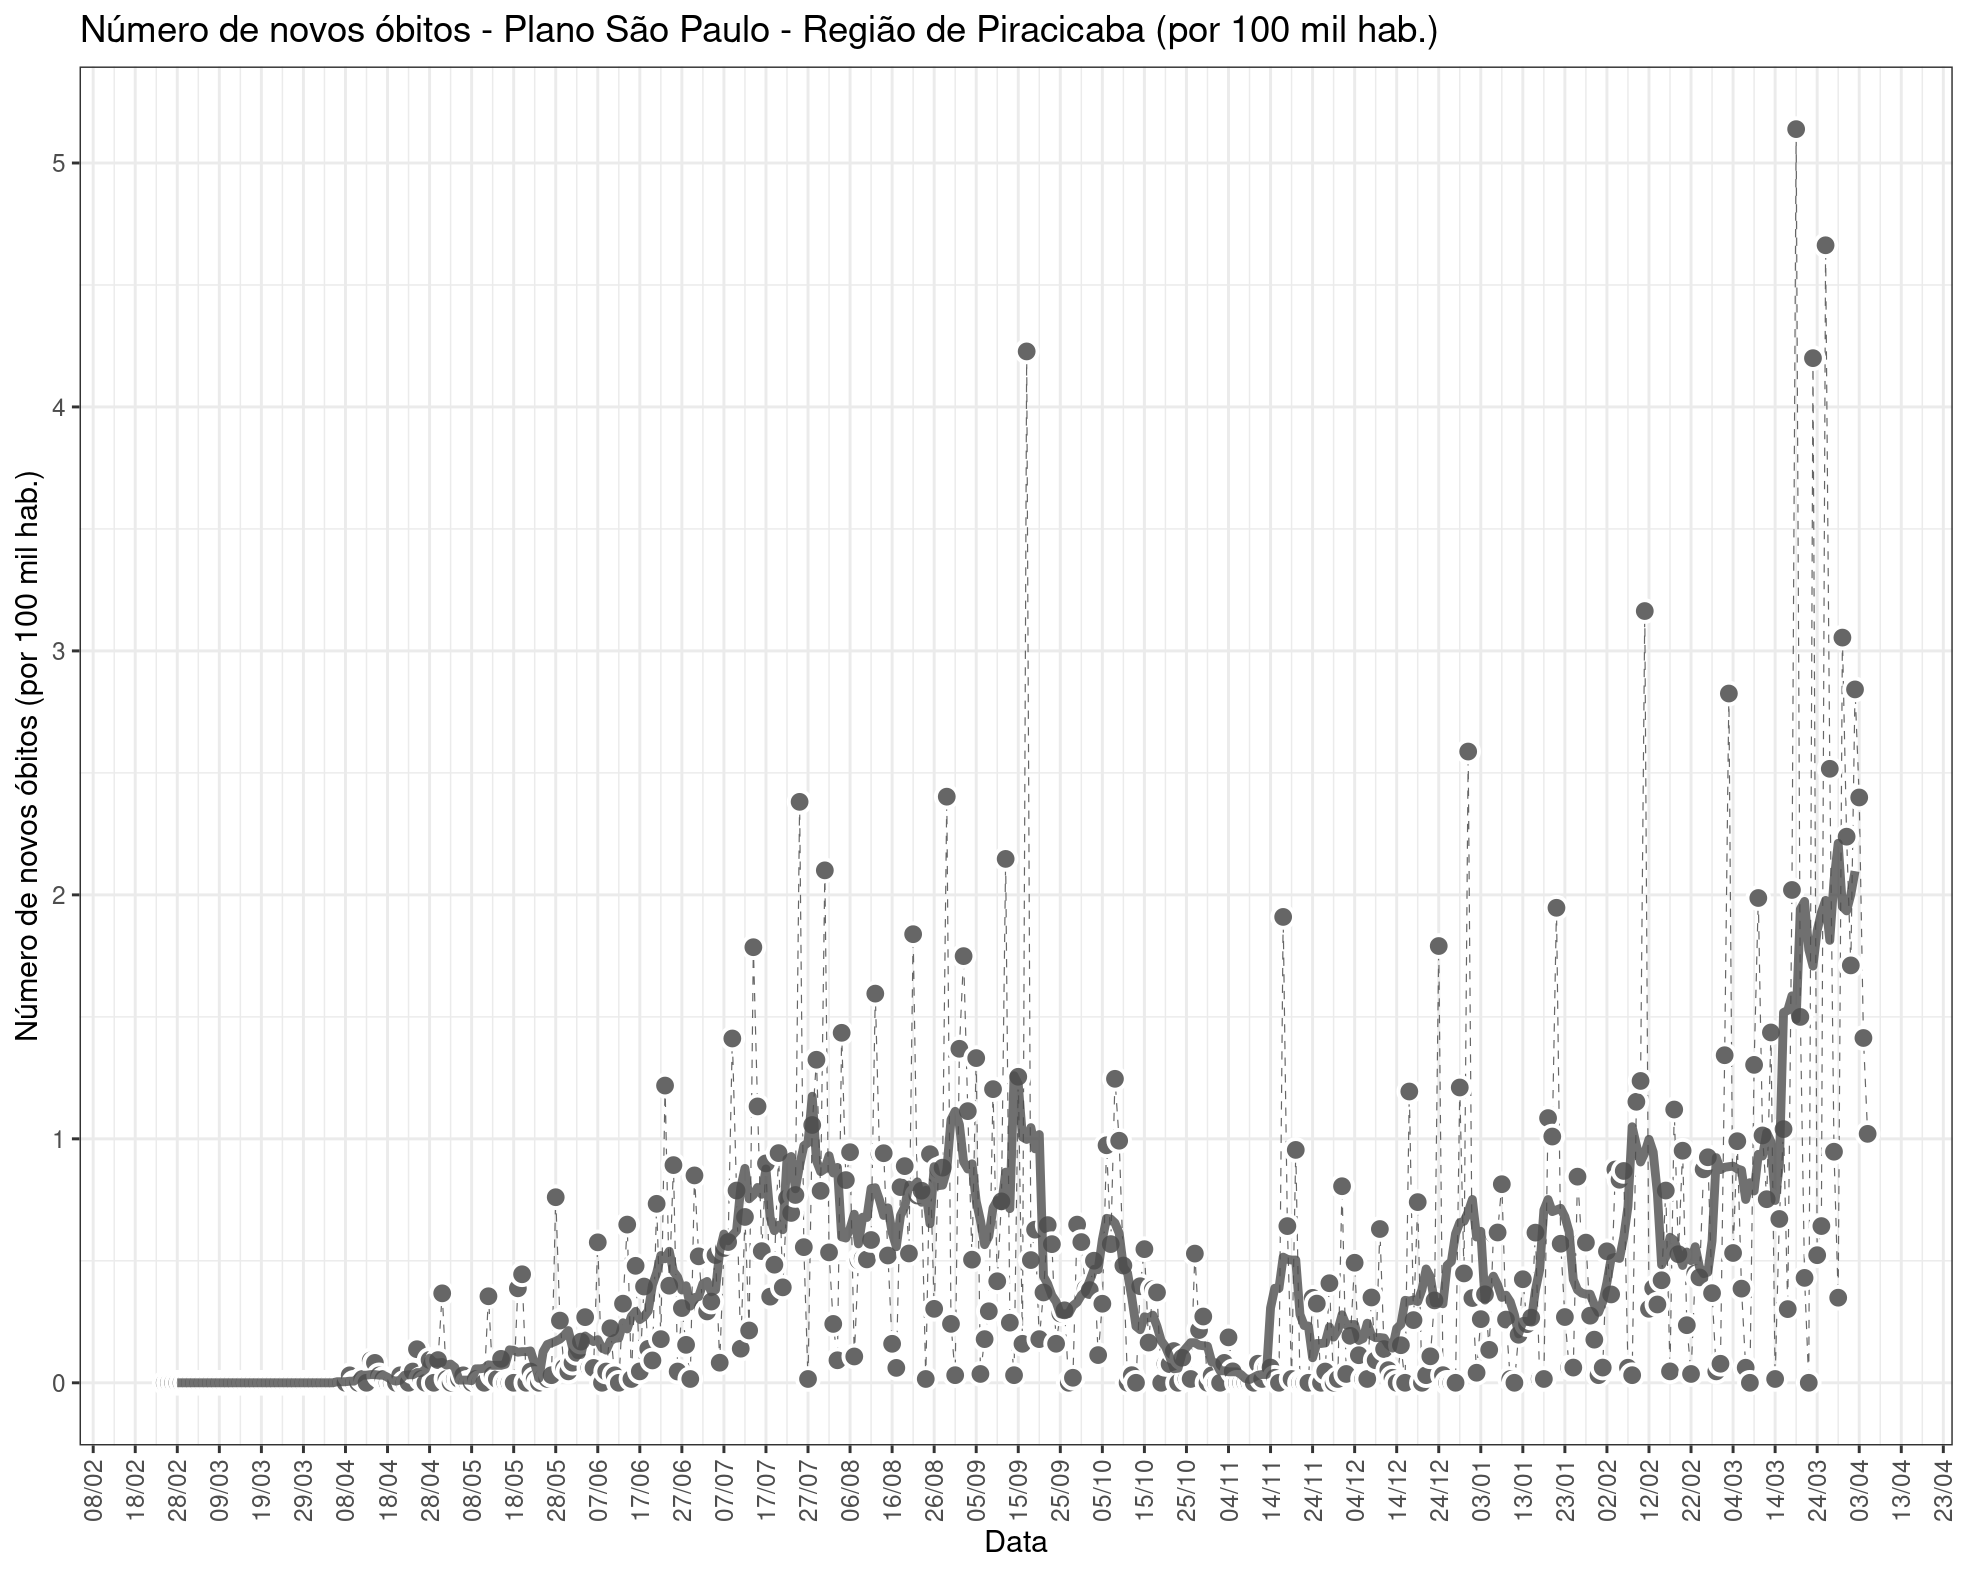 Número de novos óbitos - Plano São Paulo - Região de Piracicaba (por 100 mil hab.)
Número de novos óbitos (por 100 mil hab.)
5
4
3
2
1
0
08/02 18/02 28/02 09/03 19/03 29/03 08/04 18/04 28/04 08/05 18/05 28/05 07/06 17/06 27/06 07/07 17/07 27/07 06/08 16/08 26/08 05/09 15/09 25/09 05/10 15/10 25/10 04/11 14/11 24/11 04/12 14/12 24/12 03/01 13/01 23/01 02/02 12/02 22/02 04/03 14/03 24/03 03/04 13/04 23/04
Data